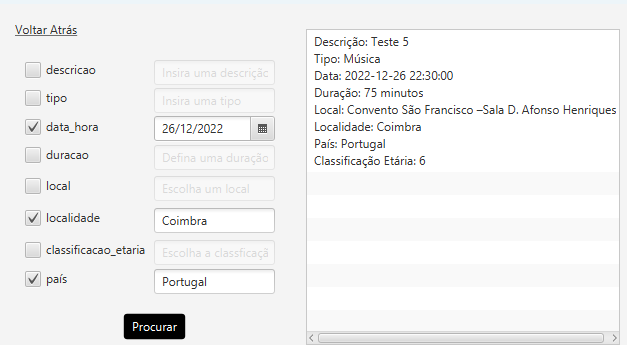 Voltar Atrás
descricao Insira uma descriçã
tipo Insira uma tipo
data_hora 26/12/2022
duracao Defina uma duração
local Escolha um local
localidade Coimbra
classificacao_etaria Escolha a classficaçã
país Portugal
Procurar
Descrição: Teste 5
Tipo: Música
Data: 2022-12-26 22:30:00
Duração: 75 minutos
Local: Convento São Francisco –Sala D. Afonso Henriques
Localidade: Coimbra
País: Portugal
Classificação Etária: 6